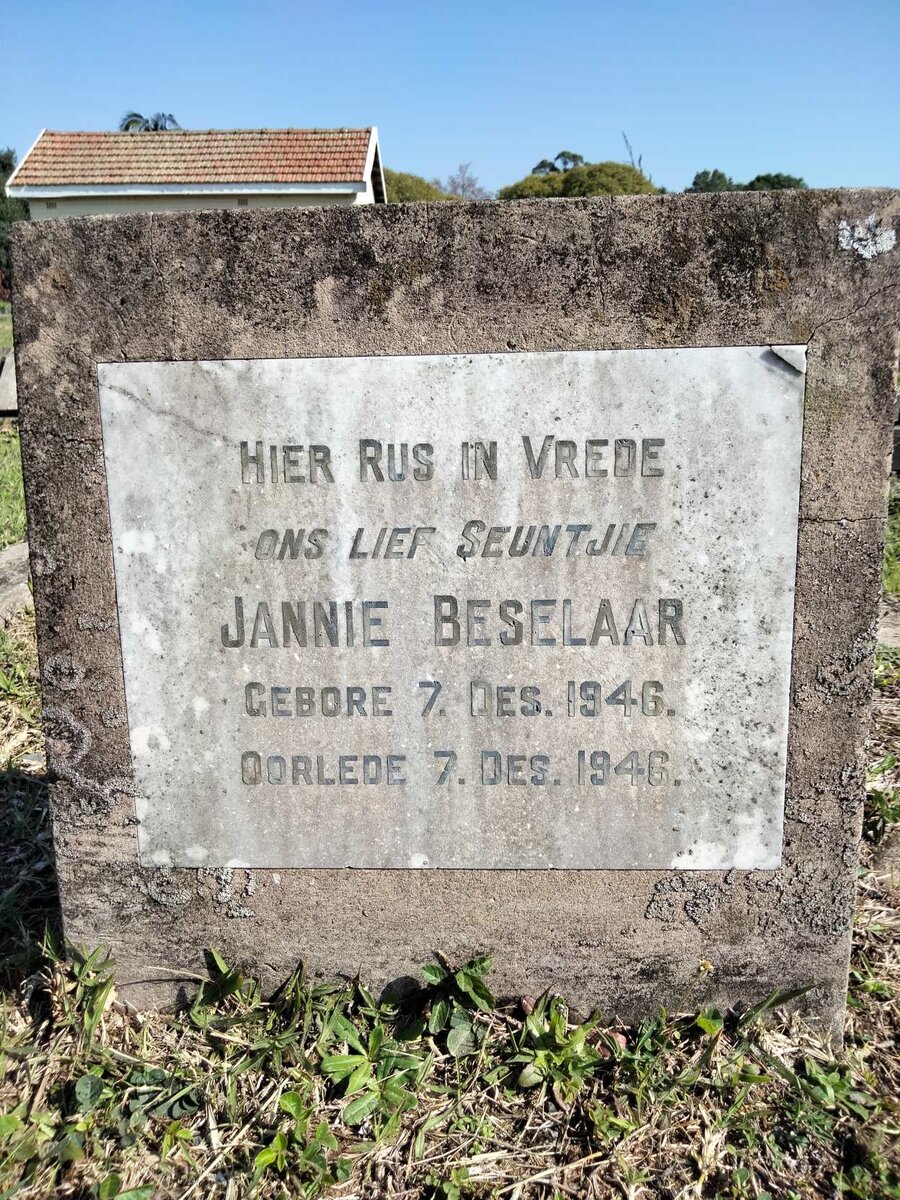 HIER RUS IN VREDE
ONS LIEF SEUNTJIE
JANNIE BESELAAR
GEBORE 7. DES. 1946.
OORLEDE 7. DES. 1946.